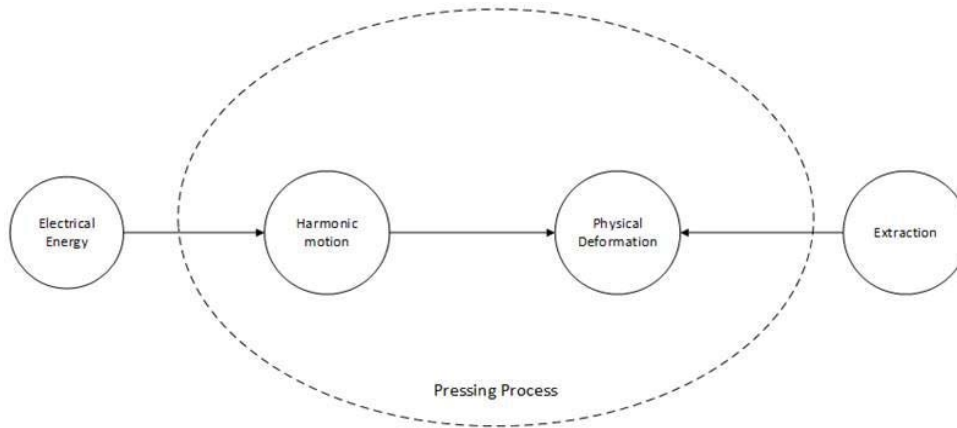 Electrical
Energy
Harmonic
motion
Physical
Deformation
Extraction
Pressing Process